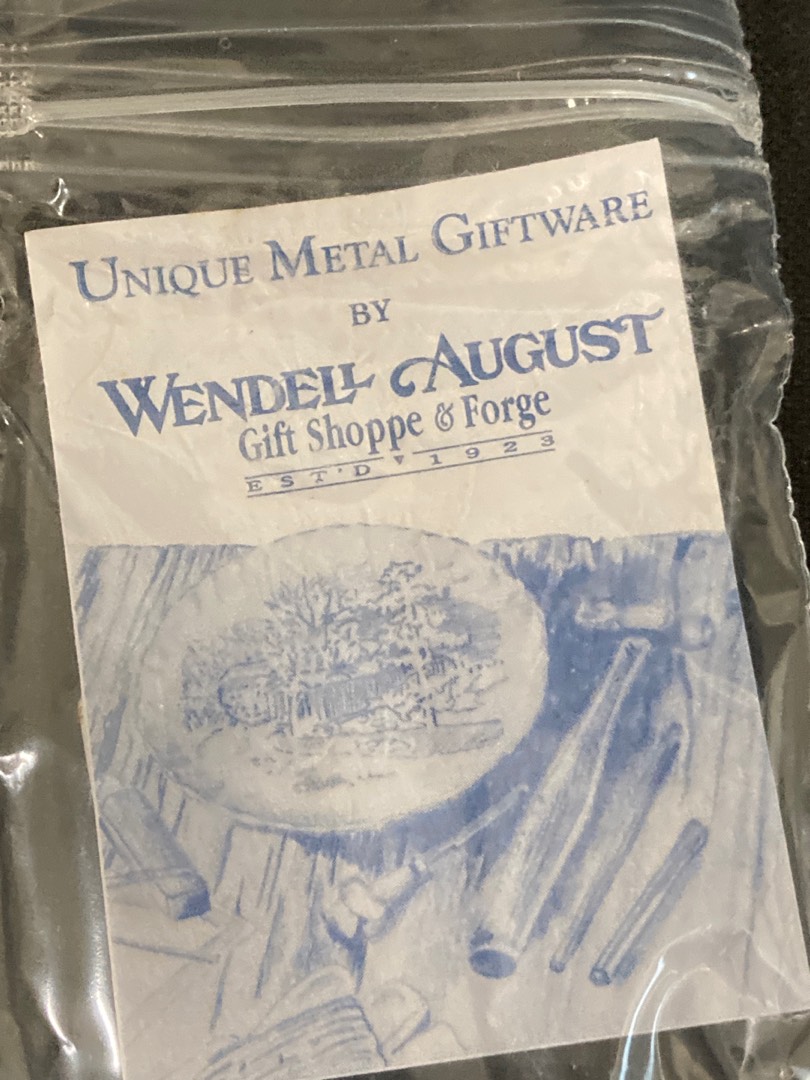 UNIQUE METAL GIFTWARE
BY
WENDELL AUGUST
Gift Shoppe & Forge
EST'D ▾ 1923